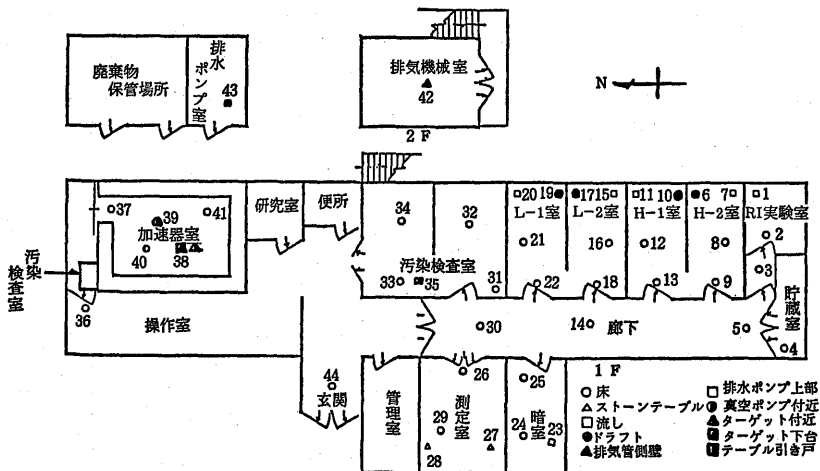 廃棄物
保管場所
排水
ポンプ室
43
排気機械室
42
2F
N
37
39
41
加速器室
40
38
汚染
検査室
36
操作室
研究室
便所
34
32
汚染検査室
33
35
31
20 19
L-1室
21
22
17 15
L-2室
16
18
11 10
H-1室
12
13
6 7
H-2室
8
9
1
RI実験室
2
3
貯蔵室
4
5
30
14
廊下
1F
44
玄関
管理室
測定室
26
29
28
27
暗室
25
24
23
床
ストーンテーブル
流し
ドラフト
排気管側壁
排水ポンプ上部
真空ポンプ付近
ターゲット付近
ターゲット下台
テーブル引き戸